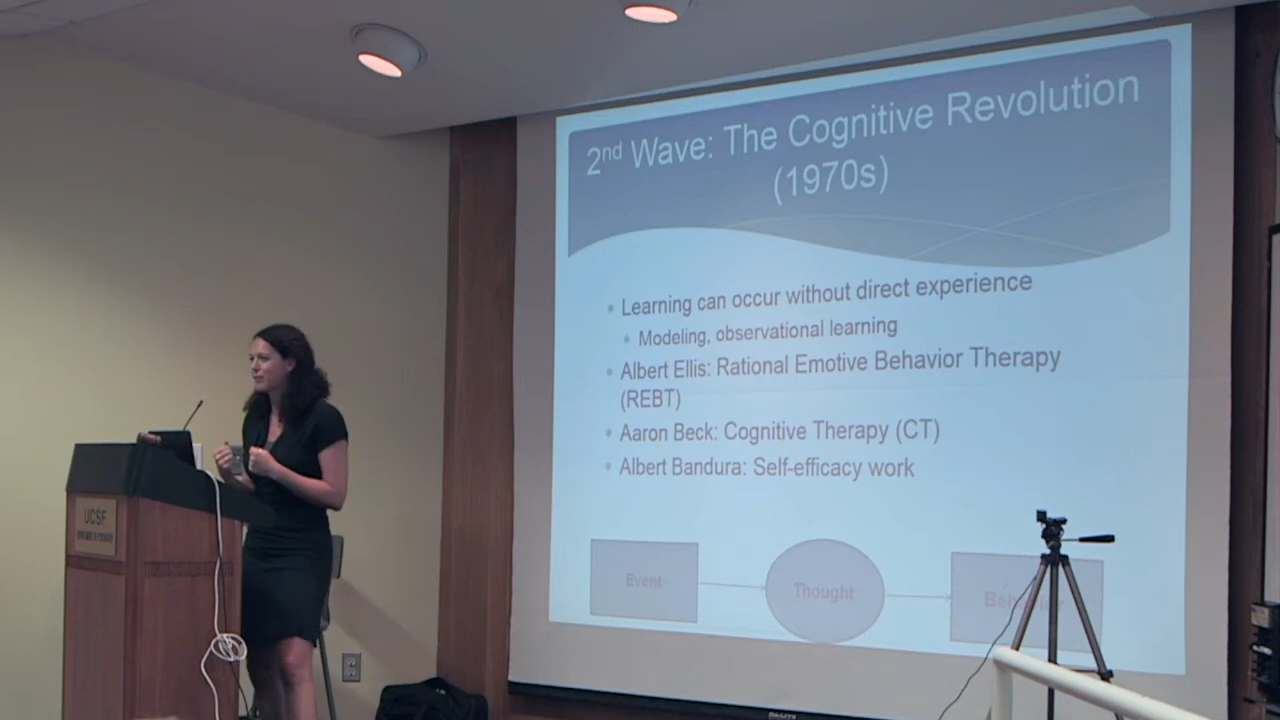 2nd Wave: The Cognitive Revolution
(1970s)
Learning can occur without direct experience
Modeling, observational learning
Albert Ellis: Rational Emotive Behavior Therapy
(REBT)
Aaron Beck: Cognitive Therapy (CT)
Albert Bandura: Self-efficacy work
Event
Thought
UCSF